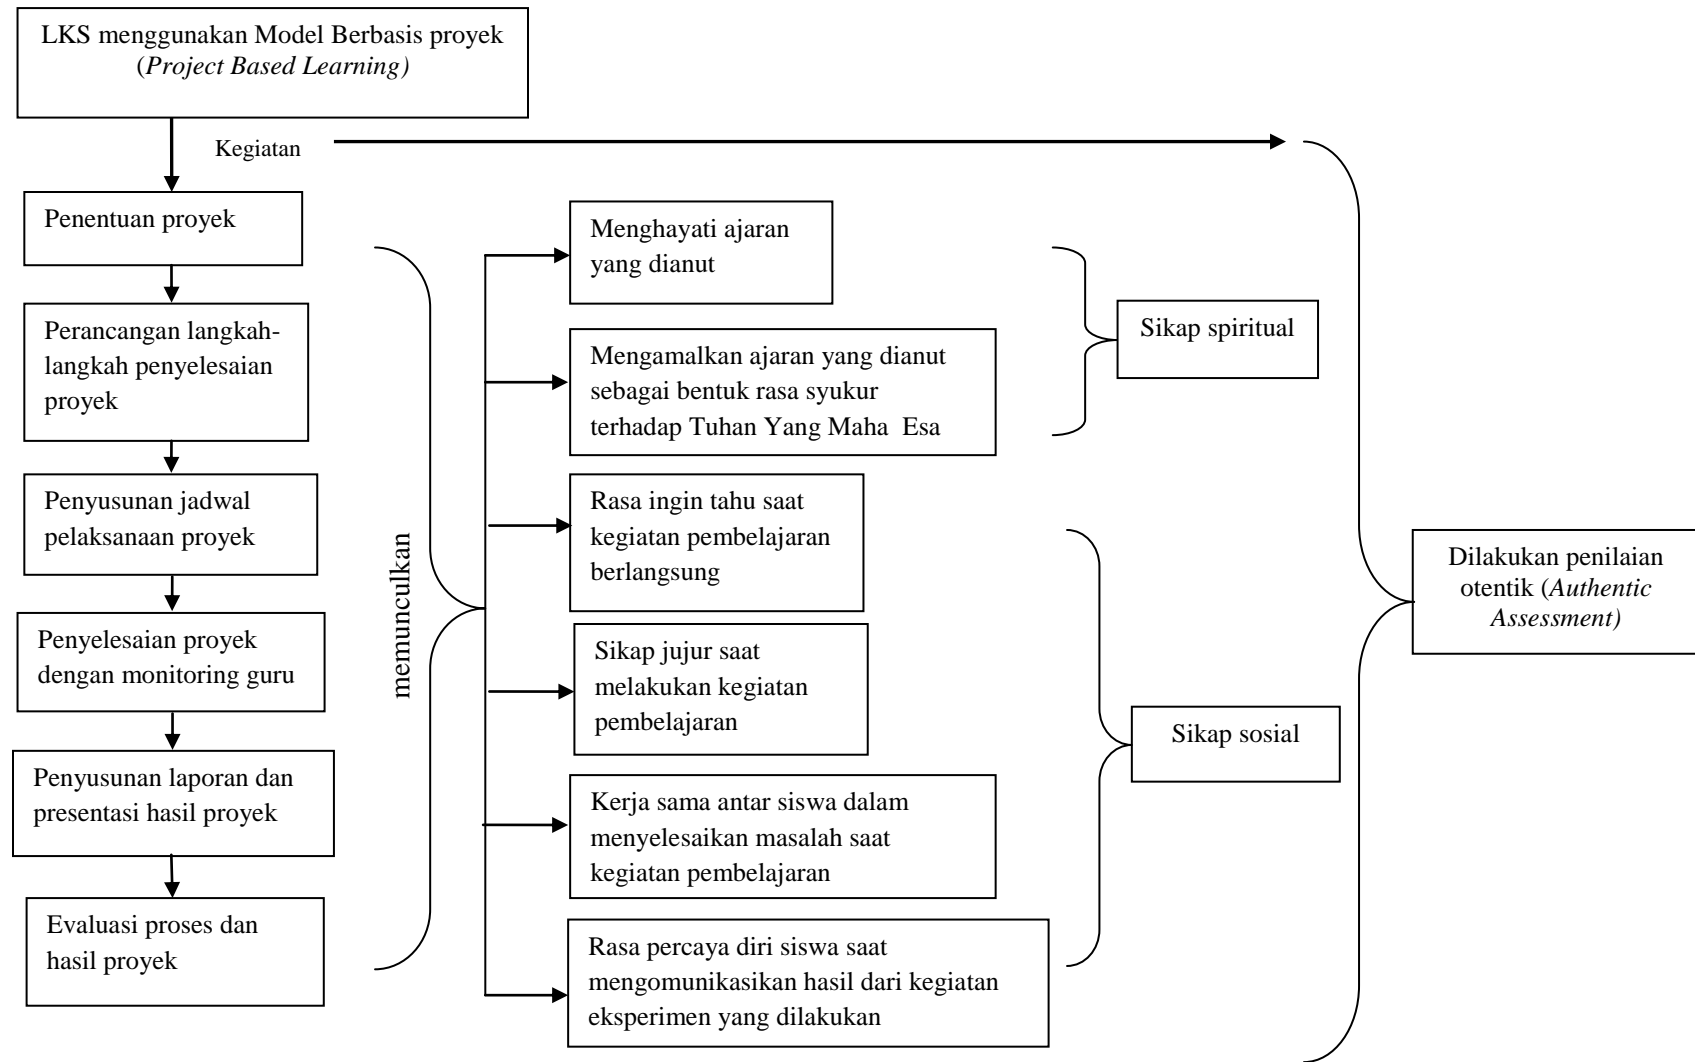 LKS menggunakan Model Berbasis proyek
(Project Based Learning)
Kegiatan
Penentuan proyek
Perancangan langkah-
langkah penyelesaian
proyek
Penyusunan jadwal
pelaksanaan proyek
Penyelesaian proyek
dengan monitoring guru
Penyusunan laporan dan
presentasi hasil proyek
Evaluasi proses dan
hasil proyek
memunculkan
Menghayati ajaran
yang dianut
Mengamalkan ajaran yang dianut
sebagai bentuk rasa syukur
terhadap Tuhan Yang Maha  Esa
Rasa ingin tahu saat
kegiatan pembelajaran
berlangsung
Sikap jujur saat
melakukan kegiatan
pembelajaran
Kerja sama antar siswa dalam
menyelesaikan masalah saat
kegiatan pembelajaran
Rasa percaya diri siswa saat
mengomunikasikan hasil dari kegiatan
eksperimen yang dilakukan
Sikap spiritual
Sikap sosial
Dilakukan penilaian
otentik (Authentic
Assessment)